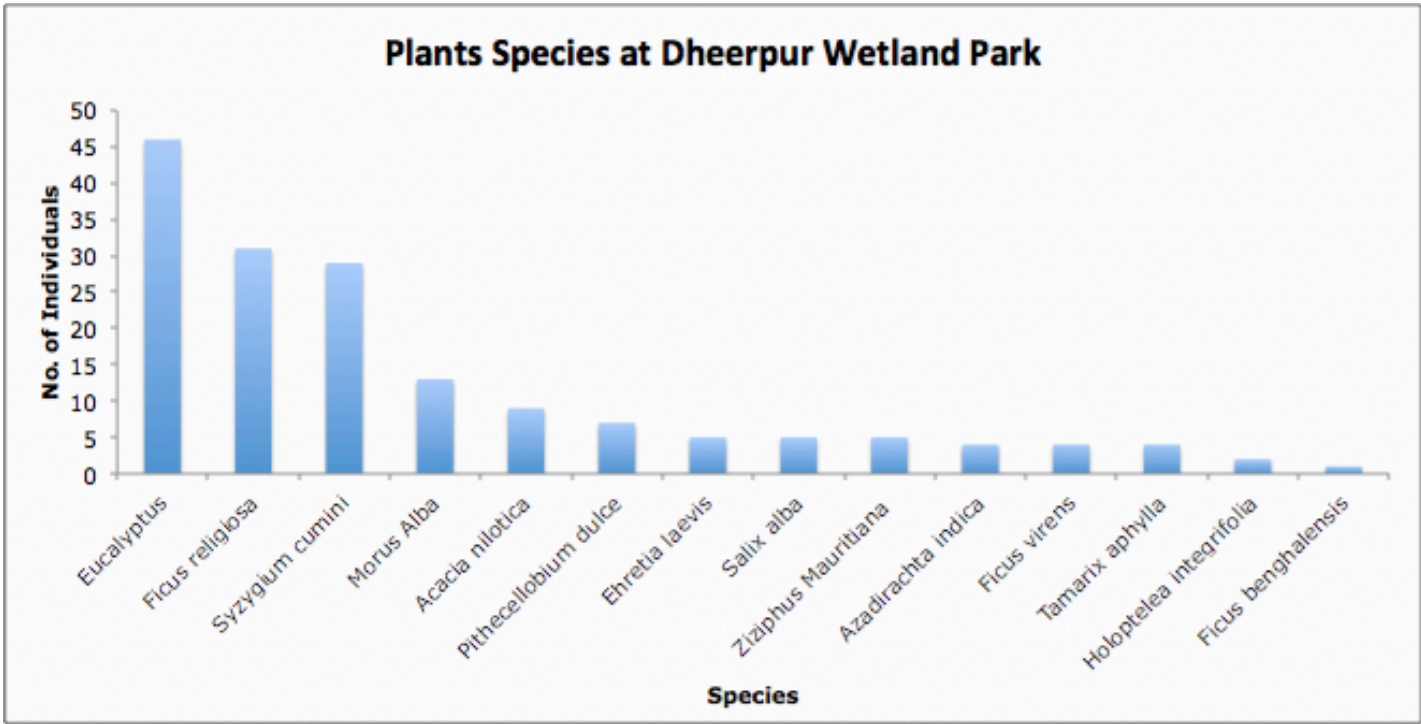 Plants Species at Dheerpur Wetland Park
No. of Individuals
50
45
40
35
30
25
20
15
10
5
0
Eucalyptus
Ficus religiosa
Syzygium cumini
Morus Alba
Acacia nilotica
Pithecellobium dulce
Ehretia laevis
Salix alba
Ziziphus Mauritiana
Azadirachta indica
Ficus virens
Tamarix aphylla
Holoptelea integrifolia
Ficus benghalensis
Species